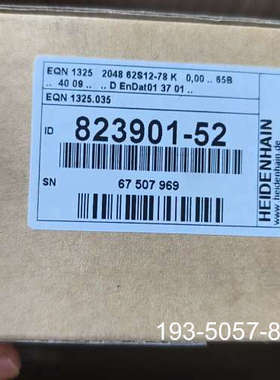 EQN 1325 2048 62S12-78 K 0,00 .. 65B
.. 40 09 .. .. D EnDat01 37 01 ..
EQN 1325.035
ID 823901-52
SN 67 507 969
HEIDENHAIN
www.heidenhain.de
193-5057-8